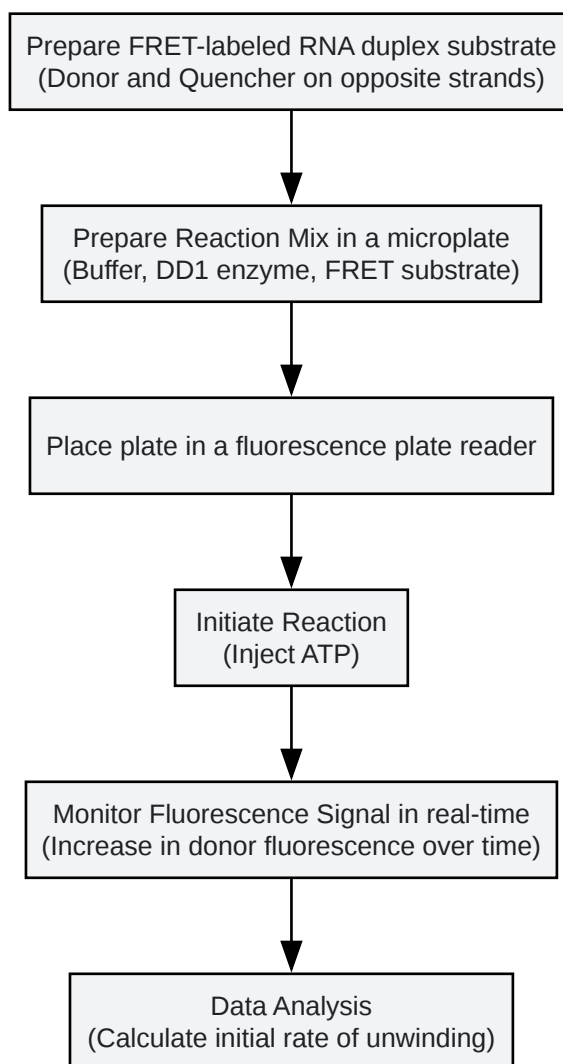 Prepare FRET-labeled RNA duplex substrate
(Donor and Quencher on opposite strands)
Prepare Reaction Mix in a microplate
(Buffer, DD1 enzyme, FRET substrate)
Place plate in a fluorescence plate reader
Initiate Reaction
(Inject ATP)
Monitor Fluorescence Signal in real-time
(Increase in donor fluorescence over time)
Data Analysis
(Calculate initial rate of unwinding)